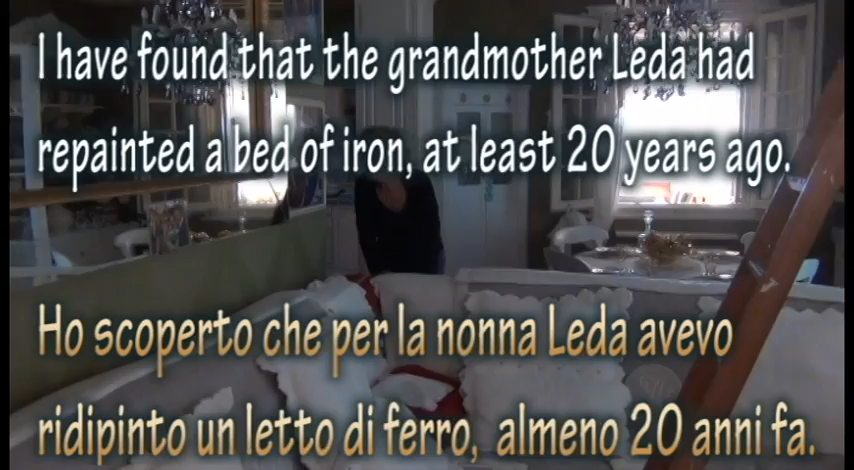 I have found that the grandmother Leda had
repainted a bed of iron, at least 20 years ago.
Ho scoperto che per la nonna Leda avevo
ridipinto un letto di ferro, almeno 20 anni fa.